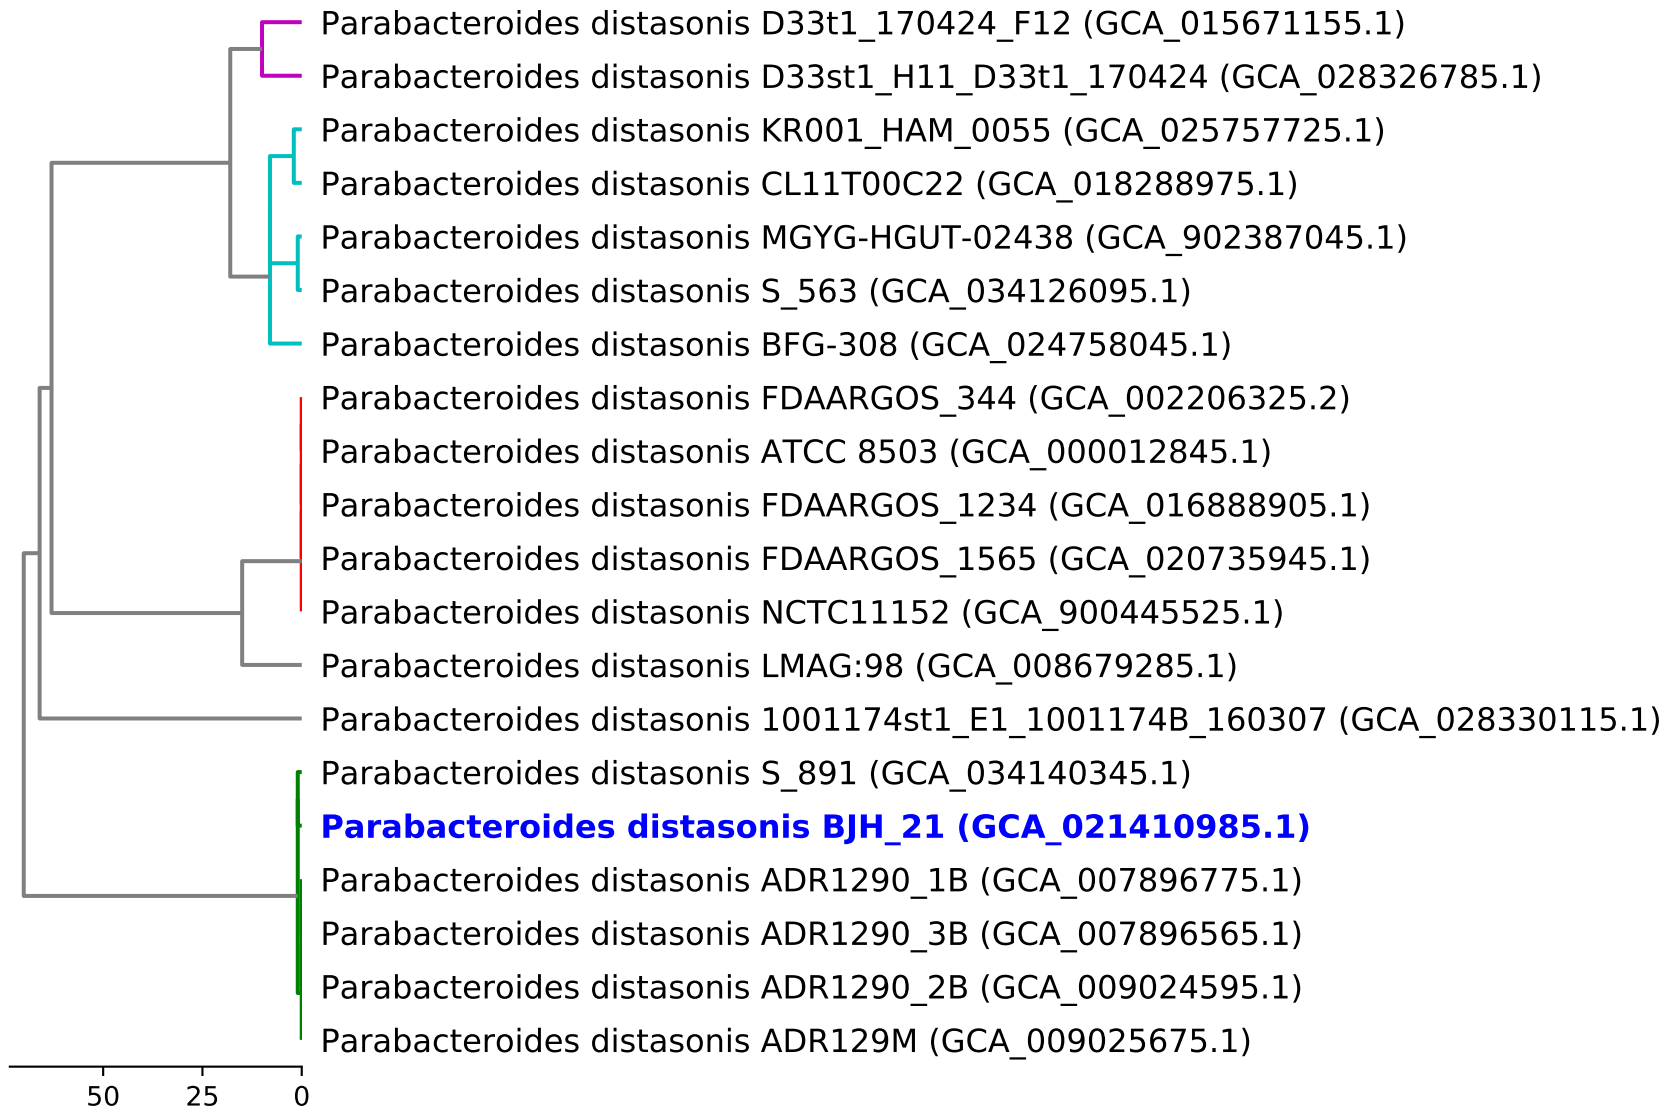 Parabacteroides distasonis D33t1_170424_F12 (GCA_015671155.1)
Parabacteroides distasonis D33st1_H11_D33t1_170424 (GCA_028326785.1)
Parabacteroides distasonis KR001_HAM_0055 (GCA_025757725.1)
Parabacteroides distasonis CL11T00C22 (GCA_018288975.1)
Parabacteroides distasonis MGYG-HGUT-02438 (GCA_902387045.1)
Parabacteroides distasonis S_563 (GCA_034126095.1)
Parabacteroides distasonis BFG-308 (GCA_024758045.1)
Parabacteroides distasonis FDAARGOS_344 (GCA_002206325.2)
Parabacteroides distasonis ATCC 8503 (GCA_000012845.1)
Parabacteroides distasonis FDAARGOS_1234 (GCA_016888905.1)
Parabacteroides distasonis FDAARGOS_1565 (GCA_020735945.1)
Parabacteroides distasonis NCTC11152 (GCA_900445525.1)
Parabacteroides distasonis LMAG:98 (GCA_008679285.1)
Parabacteroides distasonis 1001174st1_E1_1001174B_160307 (GCA_028330115.1)
Parabacteroides distasonis S_891 (GCA_034140345.1)
Parabacteroides distasonis BJH_21 (GCA_021410985.1)
Parabacteroides distasonis ADR1290_1B (GCA_007896775.1)
Parabacteroides distasonis ADR1290_3B (GCA_007896565.1)
Parabacteroides distasonis ADR1290_2B (GCA_009024595.1)
Parabacteroides distasonis ADR129M (GCA_009025675.1)
50 25 0